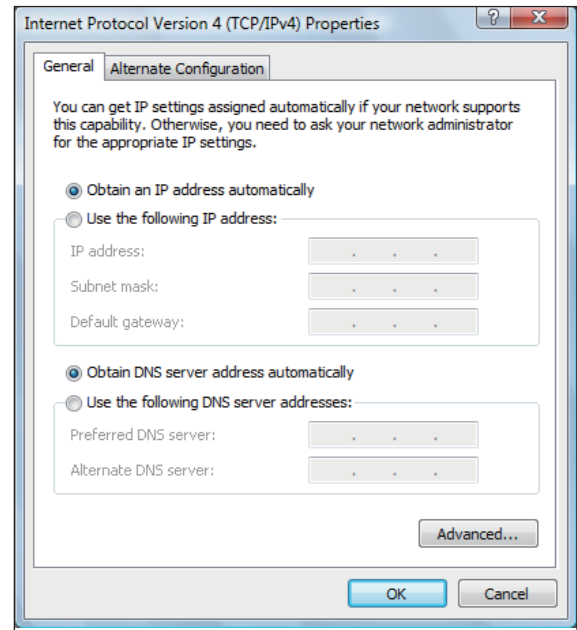 Internet Protocol Version 4 (TCP/IPv4) Properties
General
Alternate Configuration
You can get IP settings assigned automatically if your network supports
this capability. Otherwise, you need to ask your network administrator
for the appropriate IP settings.
Obtain an IP address automatically
Use the following IP address:
IP address:
Subnet mask:
Default gateway:
Obtain DNS server address automatically
Use the following DNS server addresses:
Preferred DNS server:
Alternate DNS server:
Advanced...
OK
Cancel